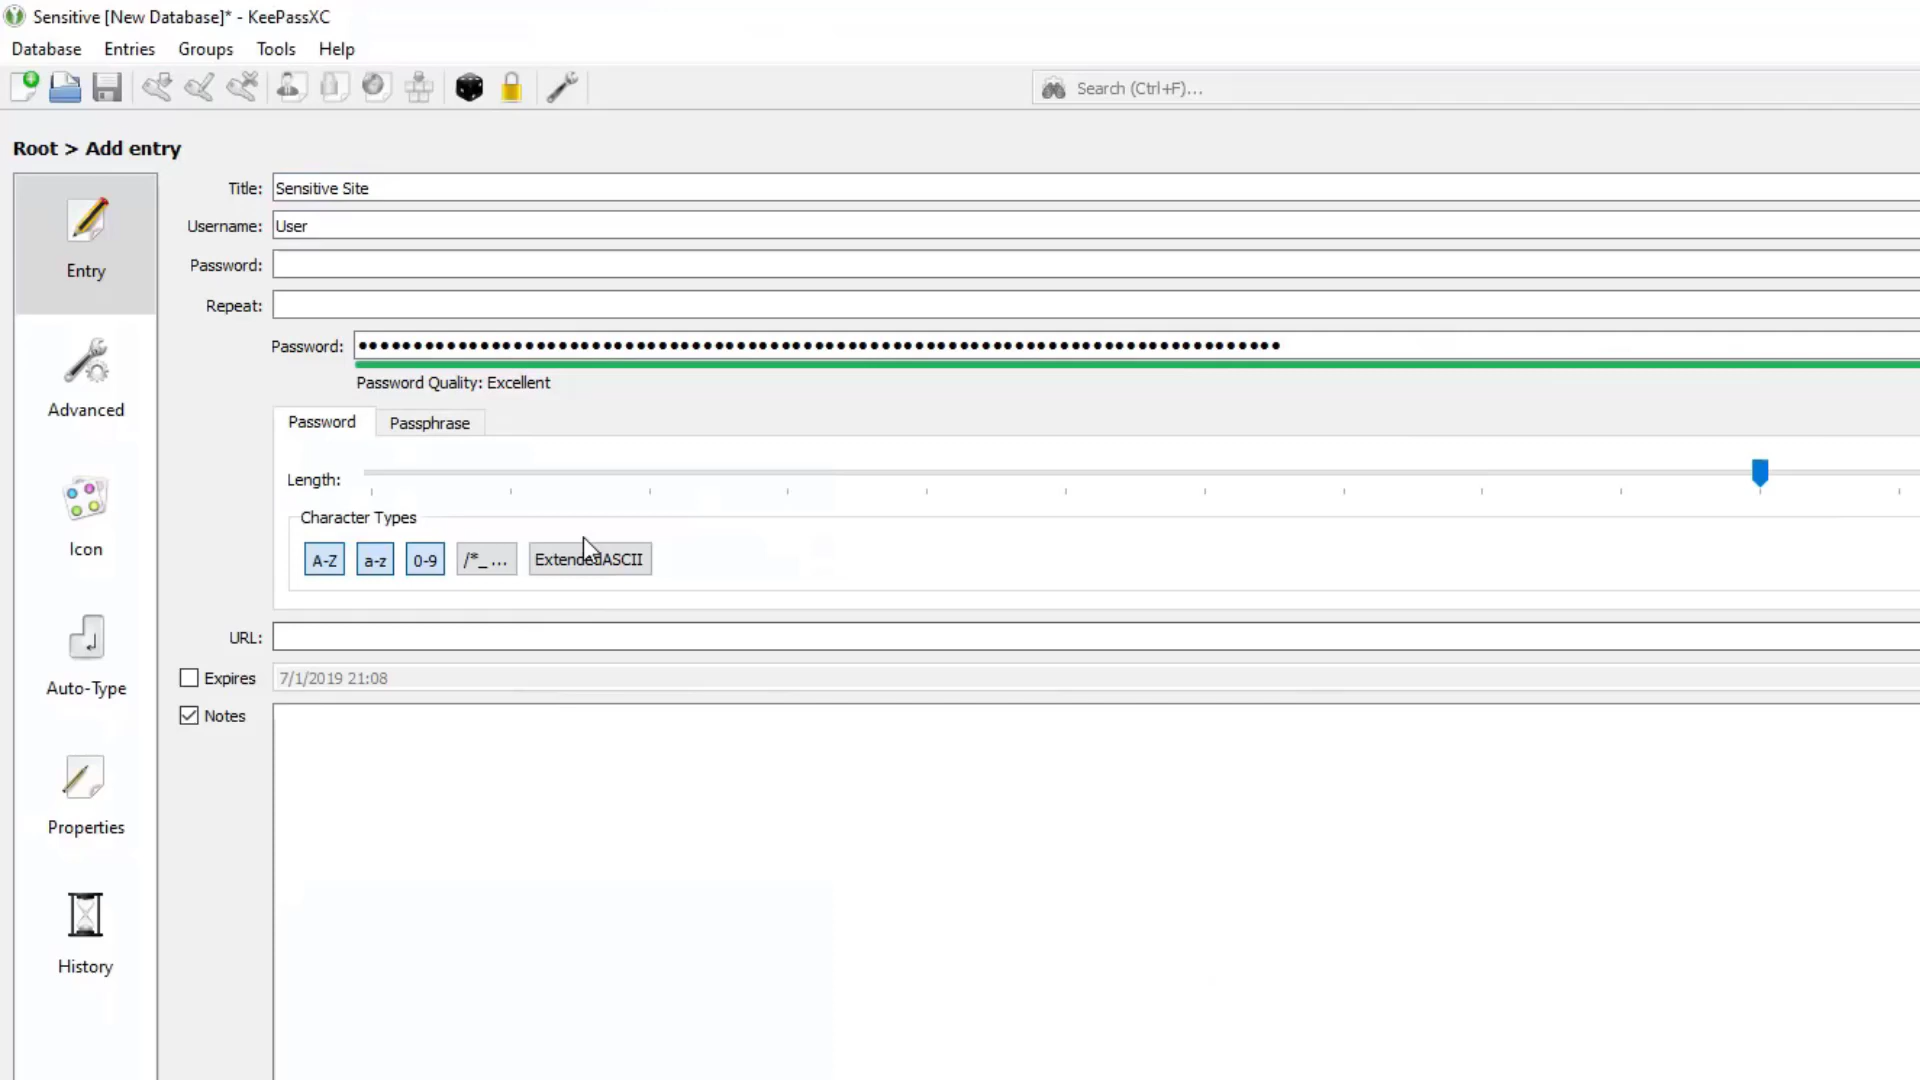 Sensitive [New Database]* - KeePassXC
Database Entries Groups Tools Help
Search (Ctrl+F)...
Root > Add entry
Title: Sensitive Site
Username: User
Password:
Repeat:
Password: ••••••••••••••••••••••••••••••••••••••••••••••••••••••••••••••••••••••••••
Password Quality: Excellent
Password Passphrase
Length:
Character Types
A-Z a-z 0-9 /*_ ... ExtendedASCII
URL:
Expires 7/1/2019 21:08
Notes
Entry
Advanced
Icon
Auto-Type
Properties
History